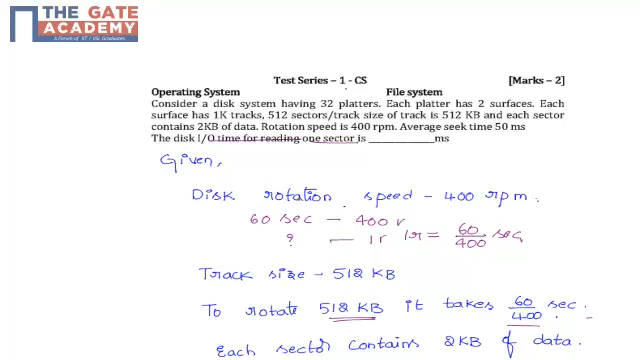 THE GATE ACADEMY
A Forum of IIT / IISc Graduates
Test Series – 1 - CS [Marks – 2]
Operating System File system
Consider a disk system having 32 platters. Each platter has 2 surfaces. Each
surface has 1K tracks, 512 sectors/track size of track is 512 KB and each sector
contains 2KB of data. Rotation speed is 400 rpm. Average seek time 50 ms
The disk I/O time for reading one sector is ____________ms
Given,
Disk rotation speed - 400 rpm.
60 sec - 400 r
? - 1r 1r = 60/400 sec
Track size - 512 KB
To rotate 512 KB it takes 60/400 sec.
Each sector contains 2KB of data.